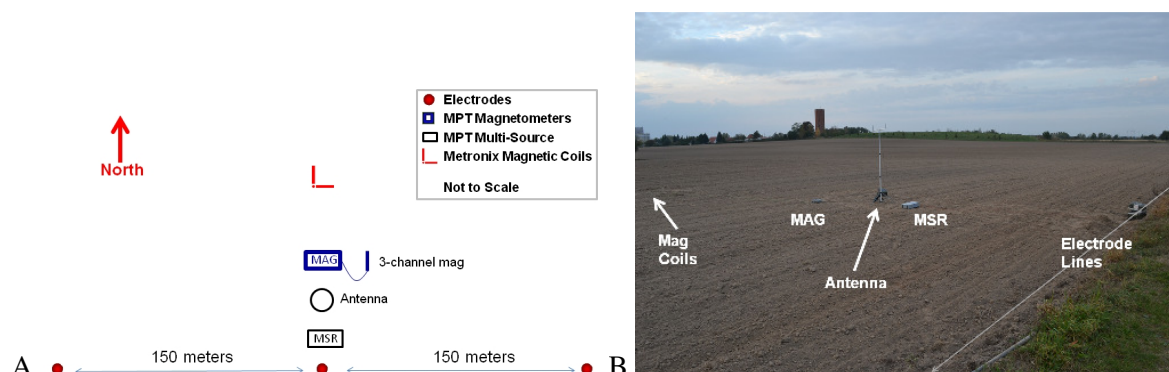 Electrodes
MPT Magnetometers
MPT Multi-Source
Metronix Magnetic Coils
Not to Scale
North
MAG
3-channel mag
Antenna
MSR
A
150 meters
150 meters
B
MAG
MSR
Mag
Coils
Electrode
Lines
Antenna